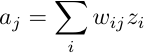 a_j = \sum_i w_{ij} z_i